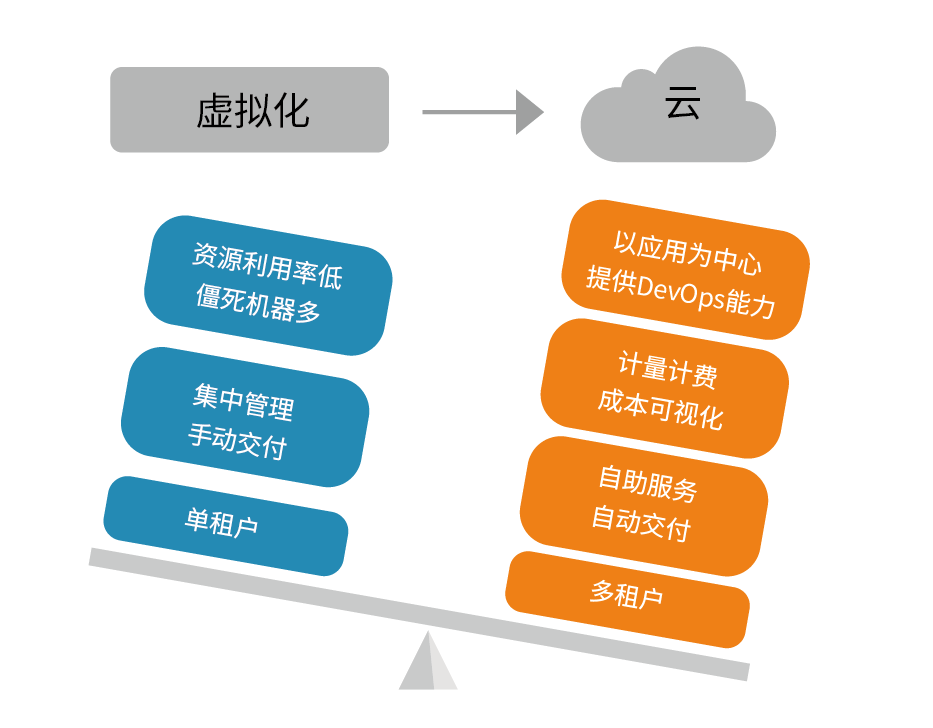 虚拟化
云
资源利用率低
僵死机器多
集中管理
手动交付
单租户
以应用为中心
提供DevOps能力
计量计费
成本可视化
自助服务
自动交付
多租户